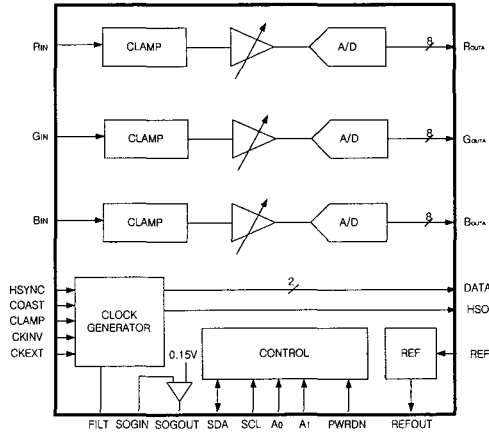 RIN CLAMP A/D 8 ROUTA
GIN CLAMP A/D 8 GOUTA
BIN CLAMP A/D 8 BOUTA
HSYNC 2 DATA
COAST CLOCK GENERATOR HSO
CLAMP
CKINV
CKEXT
0.15V CONTROL REF REF
FILT SOGIN SOGOUT SDA SCL A0 A1 PWRDN REFOUT